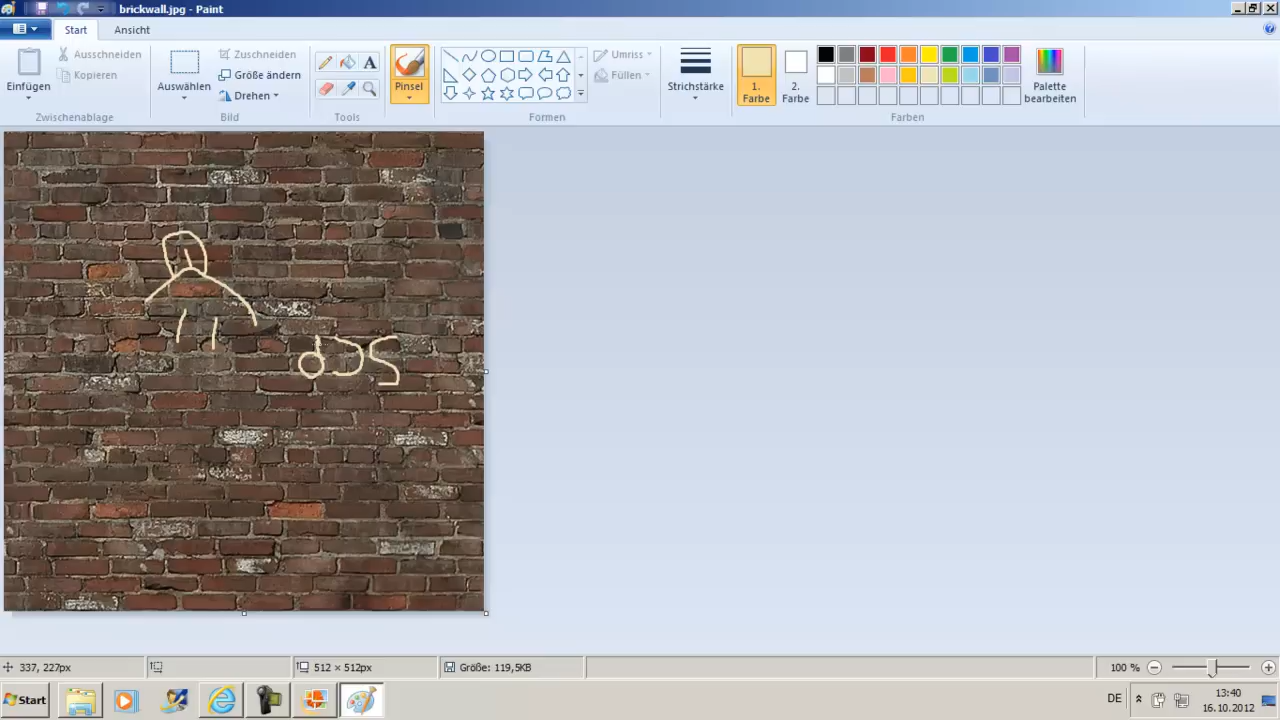 brickwall.jpg - Paint
Start
Ansicht
Einfügen
Ausschneiden
Kopieren
Zwischenablage
Auswählen
Zuschneiden
Größe ändern
Drehen
Bild
A
Tools
Pinsel
Umriss
Füllen
Formen
Strichstärke
1.
Farbe
2.
Farbe
Palette
bearbeiten
Farben
337, 227px
512 × 512px
Größe: 119,5KB
100 %
Start
DE
13:40
16.10.2012